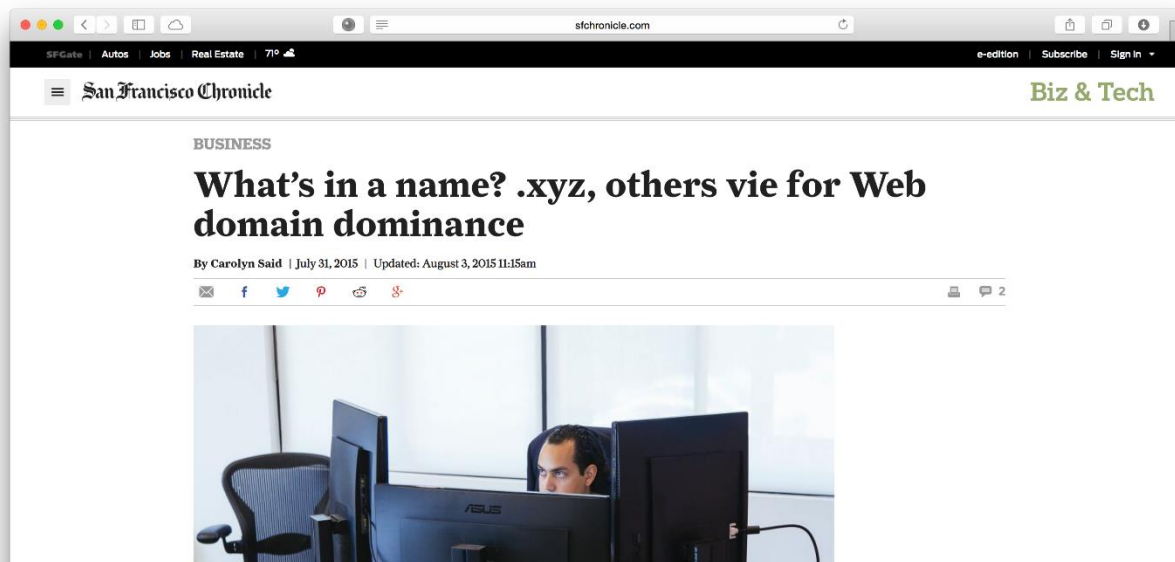 sfchronicle.com
SFGate | Autos | Jobs | Real Estate | 71° e-edition | Subscribe | Sign In
San Francisco Chronicle Biz & Tech
BUSINESS
What's in a name? .xyz, others vie for Web
domain dominance
By Carolyn Said | July 31, 2015 | Updated: August 3, 2015 11:15am
2
ASUS